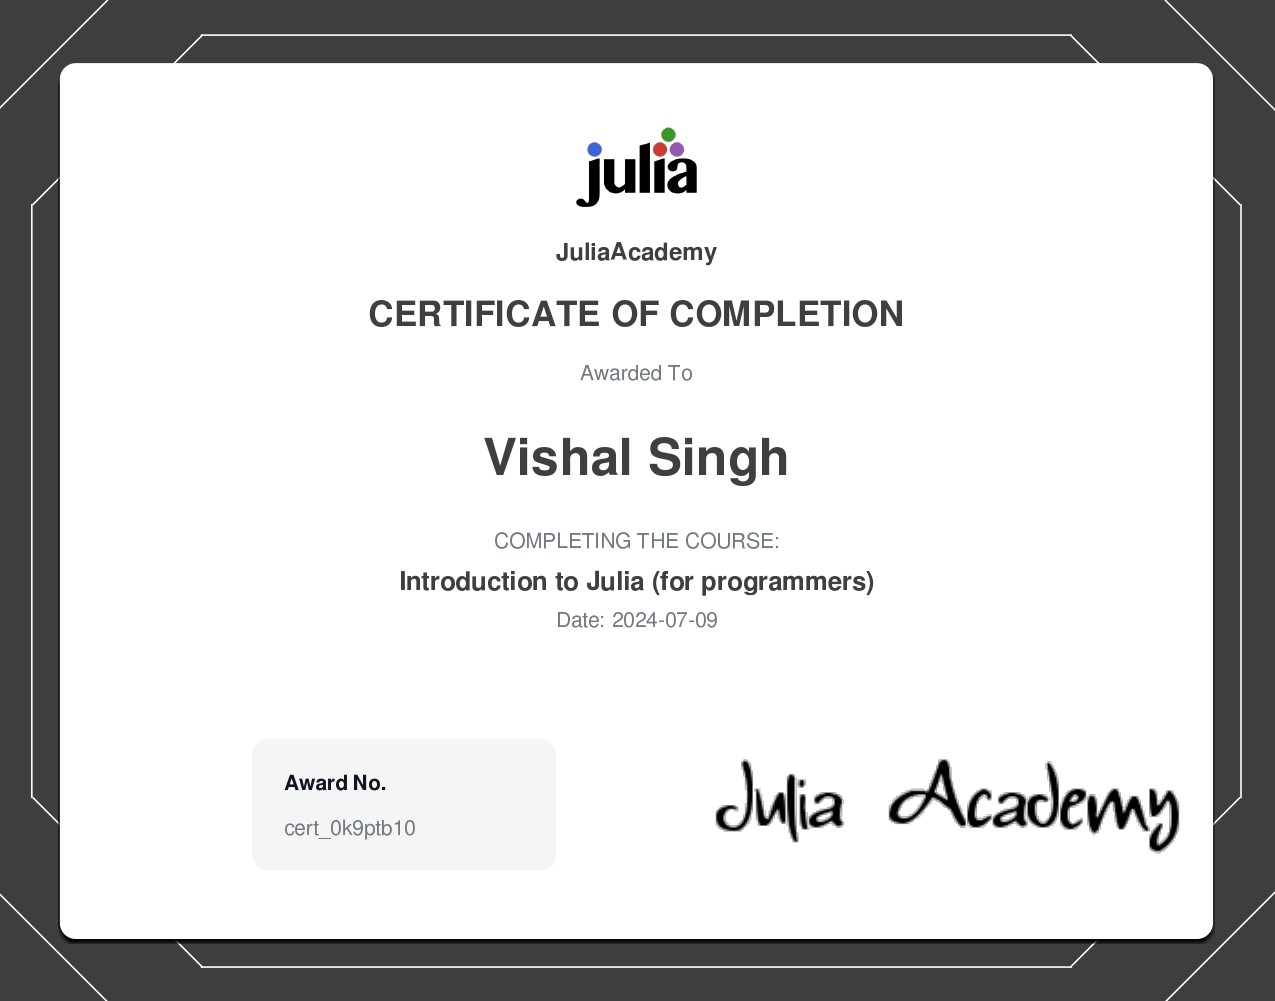 julia
JuliaAcademy
CERTIFICATE OF COMPLETION
Awarded To
Vishal Singh
COMPLETING THE COURSE:
Introduction to Julia (for programmers)
Date: 2024-07-09
Award No.
cert_0k9ptb10
Julia Academy